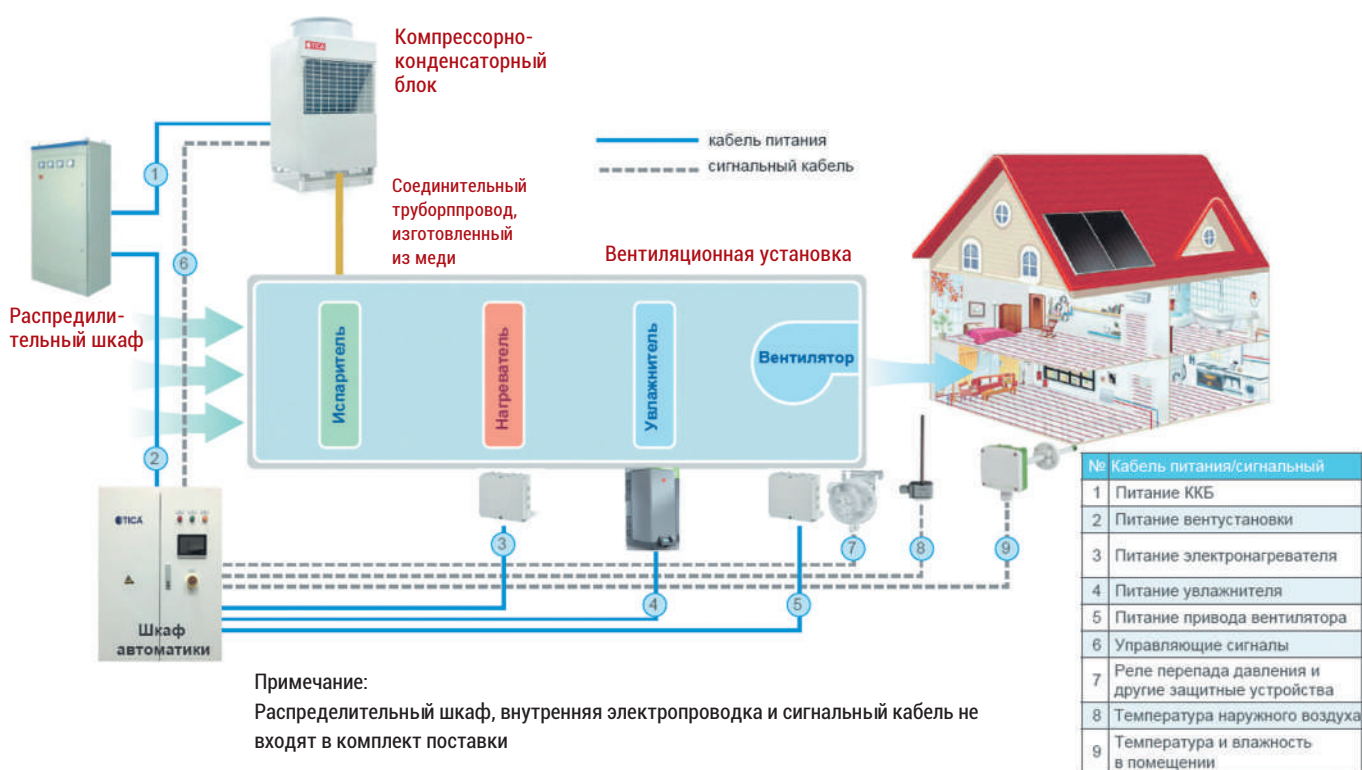 TICA
Компрессорно-
конденсаторный
блок
кабель питания
сигнальный кабель
1
Соединительный
труборппровод,
изготовленный
из меди
6
Вентиляционная установка
Распредили-
тельный шкаф
Испаритель
Нагреватель
Увлажнитель
Вентилятор
2
TICA
Шкаф
автоматики
3
4
5
7
8
9
№ Кабель питания/сигнальный
1 Питание ККБ
2 Питание вентустановки
3 Питание электронагревателя
4 Питание увлажнителя
5 Питание привода вентилятора
6 Управляющие сигналы
7 Реле перепада давления и
другие защитные устройства
8 Температура наружного воздуха
9 Температура и влажность
в помещении
Примечание:
Распределительный шкаф, внутренняя электропроводка и сигнальный кабель не
входят в комплект поставки